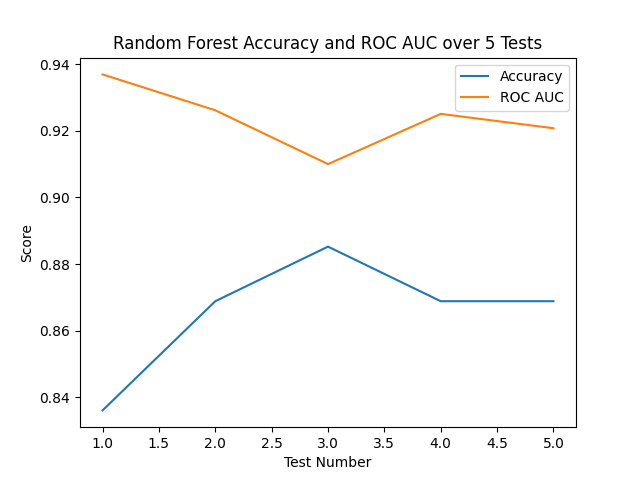 Random Forest Accuracy and ROC AUC over 5 Tests
Accuracy
ROC AUC
0.94
0.92
0.90
0.88
0.86
0.84
Score
1.0 1.5 2.0 2.5 3.0 3.5 4.0 4.5 5.0
Test Number